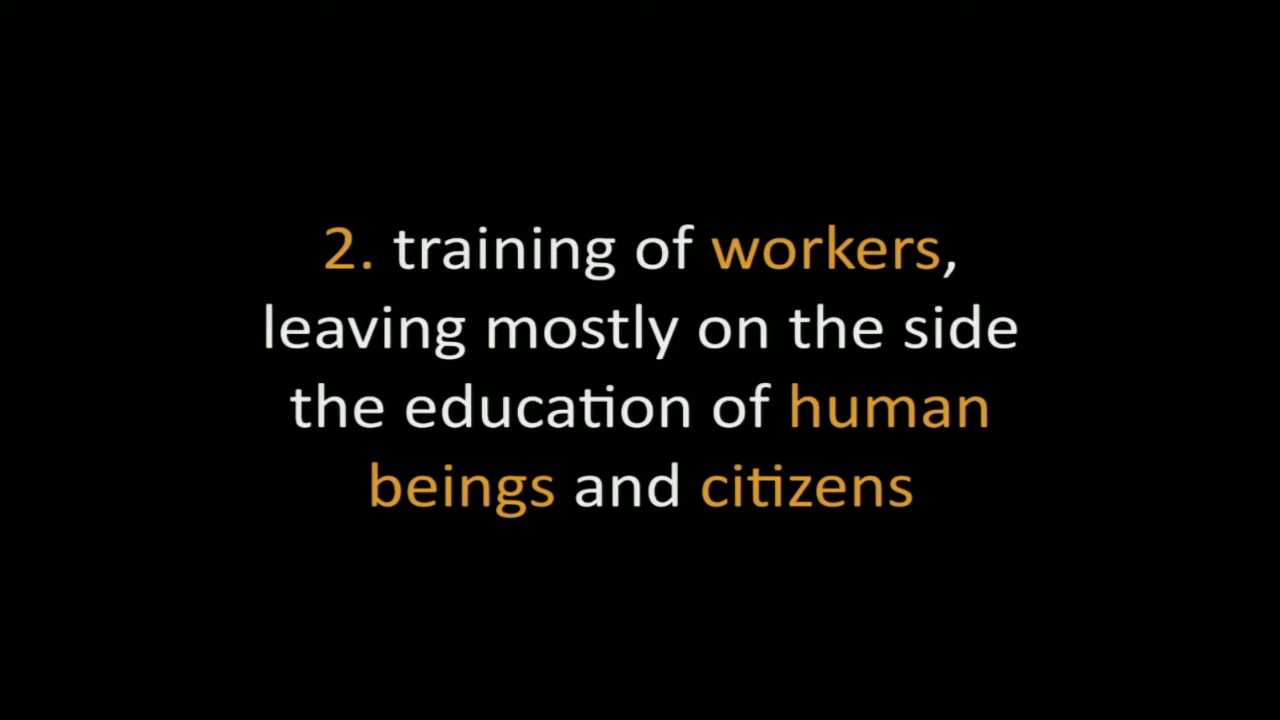 2. training of workers,
leaving mostly on the side
the education of human
beings and citizens